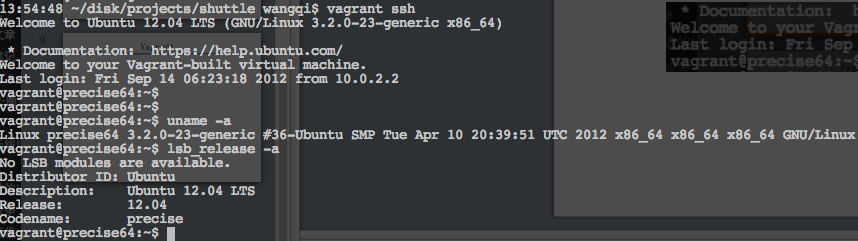 13:54:48 ~/disk/projects/shuttle wangqi$ vagrant ssh
Welcome to Ubuntu 12.04 LTS (GNU/Linux 3.2.0-23-generic x86_64)
 * Documentation:  https://help.ubuntu.com/
Welcome to your Vagrant-built virtual machine.
Last login: Fri Sep 14 06:23:18 2012 from 10.0.2.2
vagrant@precise64:~$
vagrant@precise64:~$
vagrant@precise64:~$ uname -a
Linux precise64 3.2.0-23-generic #36-Ubuntu SMP Tue Apr 10 20:39:51 UTC 2012 x86_64 x86_64 x86_64 GNU/Linux
vagrant@precise64:~$ lsb_release -a
No LSB modules are available.
Distributor ID: Ubuntu
Description:    Ubuntu 12.04 LTS
Release:        12.04
Codename:       precise
vagrant@precise64:~$
* Documentation:
Welcome to your Vagr
Last login: Fri Sep
vagrant@precise64:~$